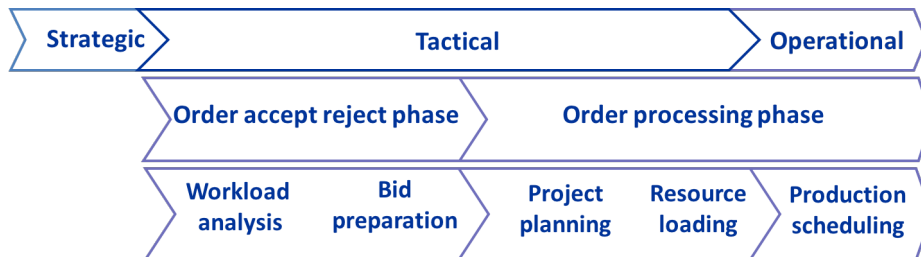 Strategic
Tactical
Operational
Order accept reject phase
Order processing phase
Workload
analysis
Bid
preparation
Project
planning
Resource
loading
Production
scheduling